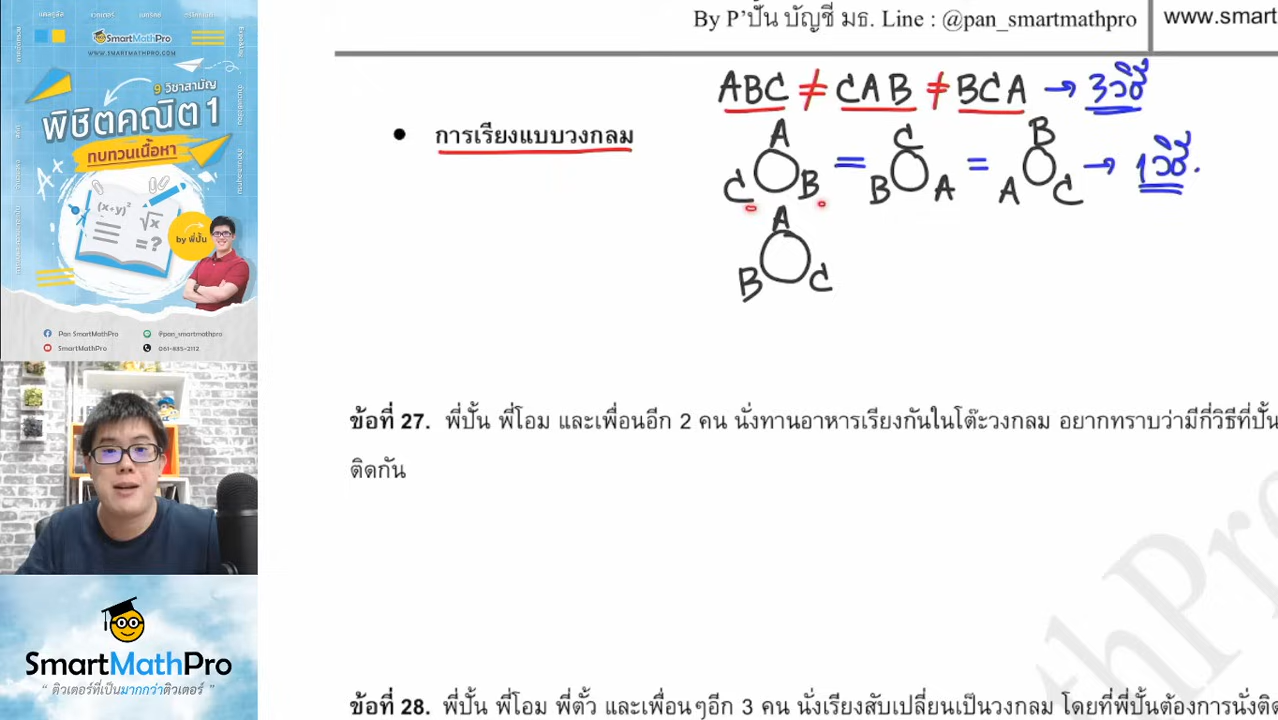 SmartMathPro
WWW.SMARTMATHPRO.COM
9 วิชาสามัญ
พิชิตคณิต 1
ทบทวนเนื้อหา
A+
(x+y)²
√x
=?
by พี่ปั้น
Pan SmartMathPro
@pan_smartmathpro
SmartMathPro
061-835-2112
SmartMathPro
“ ติวเตอร์ที่เป็นมากกว่าติวเตอร์ ”
By P'ปั้น บัญชี มธ. Line : @pan_smartmathpro
www.smart
ABC ≠ CAB ≠ BCA → 3วิธี
• การเรียงแบบวงกลม
A C B
C B A = = → 1วิธี.
B A C
A B C
ข้อที่ 27. พี่ปั้น พี่โอม และเพื่อนอีก 2 คน นั่งทานอาหารเรียงกันในโต๊ะวงกลม อยากทราบว่ามีกี่วิธีที่ปั้น
ติดกัน
ข้อที่ 28. พี่ปั้น พี่โอม พี่ตั้ว และเพื่อนๆอีก 3 คน นั่งเรียงสับเปลี่ยนเป็นวงกลม โดยที่พี่ปั้นต้องการนั่งติด
thPro